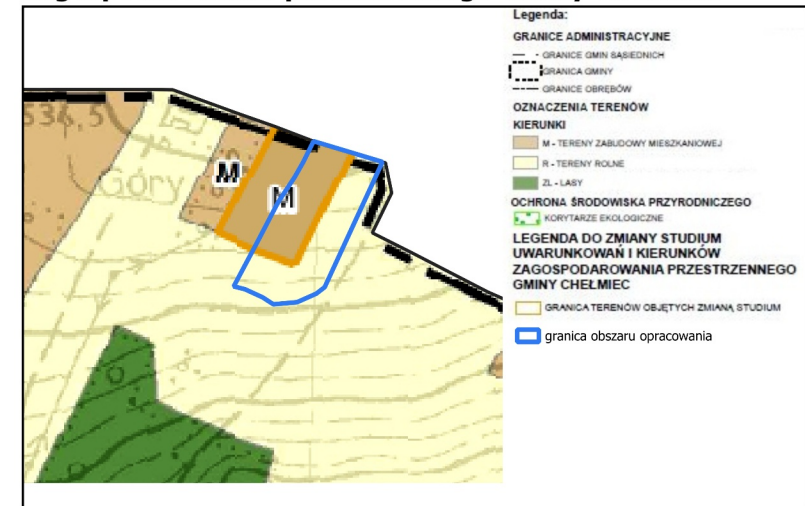 Legenda:
GRANICE ADMINISTRACYJNE
GRANICE GMIN SĄSIEDNICH
GRANICA GMINY
GRANICE OBRĘBÓW
OZNACZENIA TERENÓW
KIERUNKI
M - TERENY ZABUDOWY MIESZKANIOWEJ
R - TERENY ROLNE
ZL - LASY
OCHRONA ŚRODOWISKA PRZYRODNICZEGO
KORYTARZE EKOLOGICZNE
LEGENDA DO ZMIANY STUDIUM
UWARUNKOWAŃ I KIERUNKÓW
ZAGOSPODAROWANIA PRZESTRZENNEGO
GMINY CHEŁMIEC
GRANICA TERENÓW OBJĘTYCH ZMIANĄ STUDIUM
granica obszaru opracowania
534,5
Góry
M
M